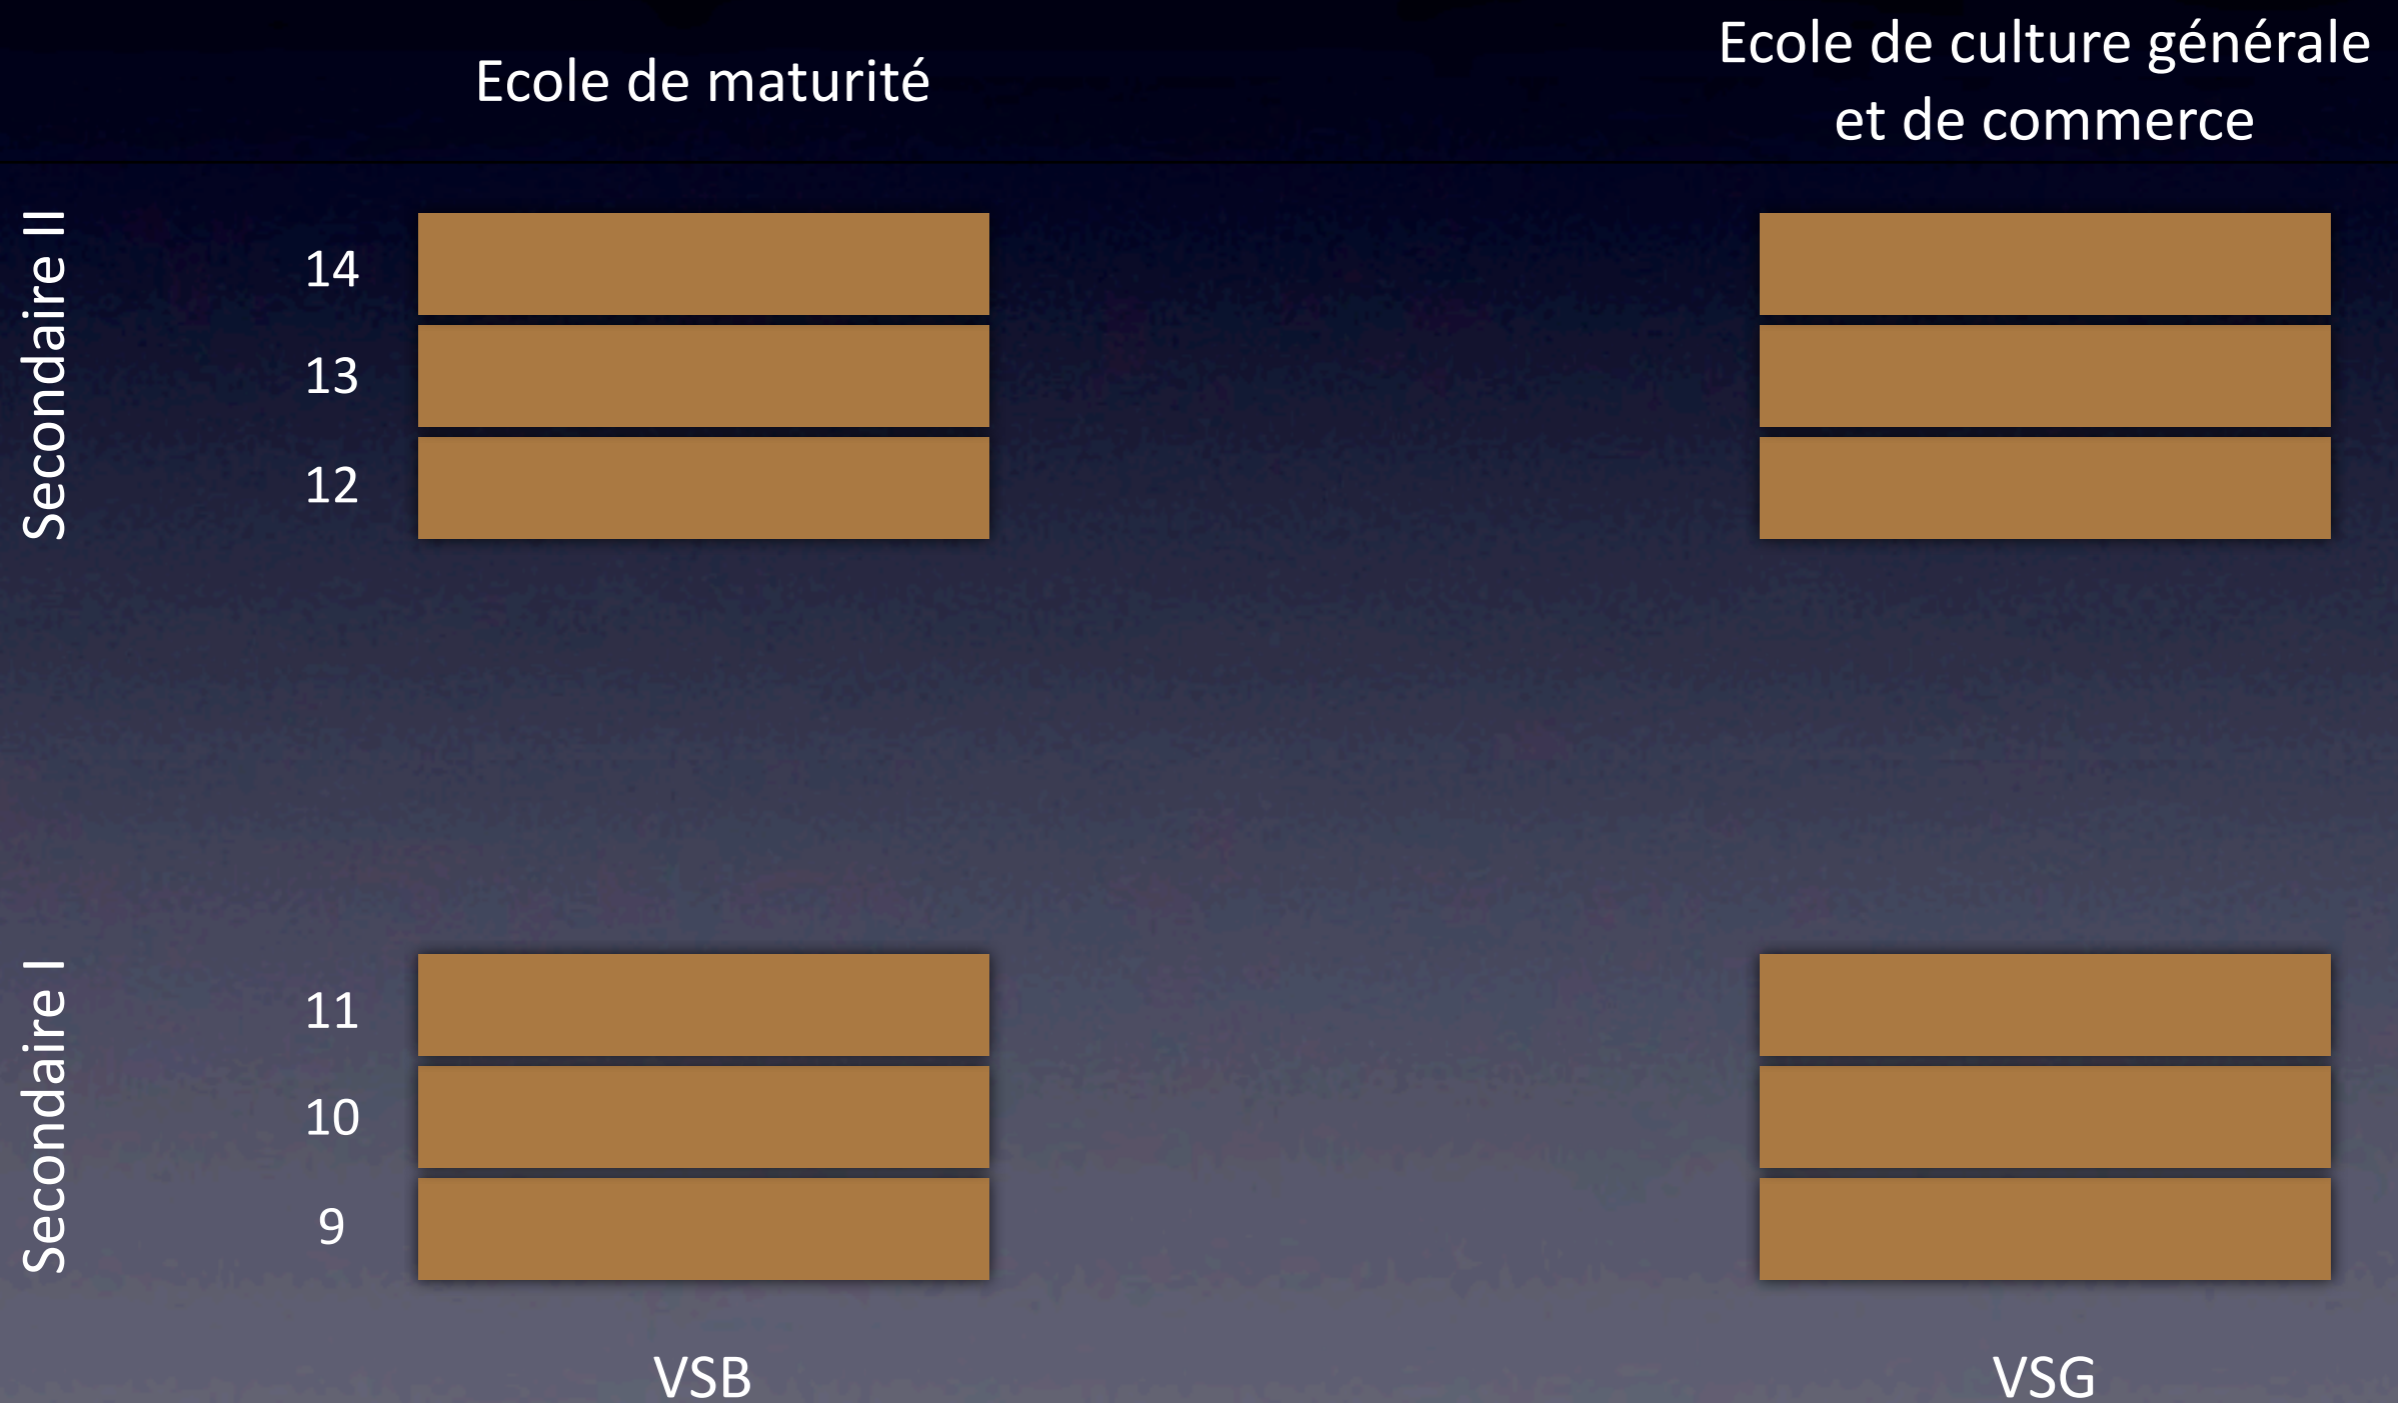 Ecole de maturité
Ecole de culture générale
et de commerce
Secondaire II
14
13
12
Secondaire I
11
10
9
VSB
VSG